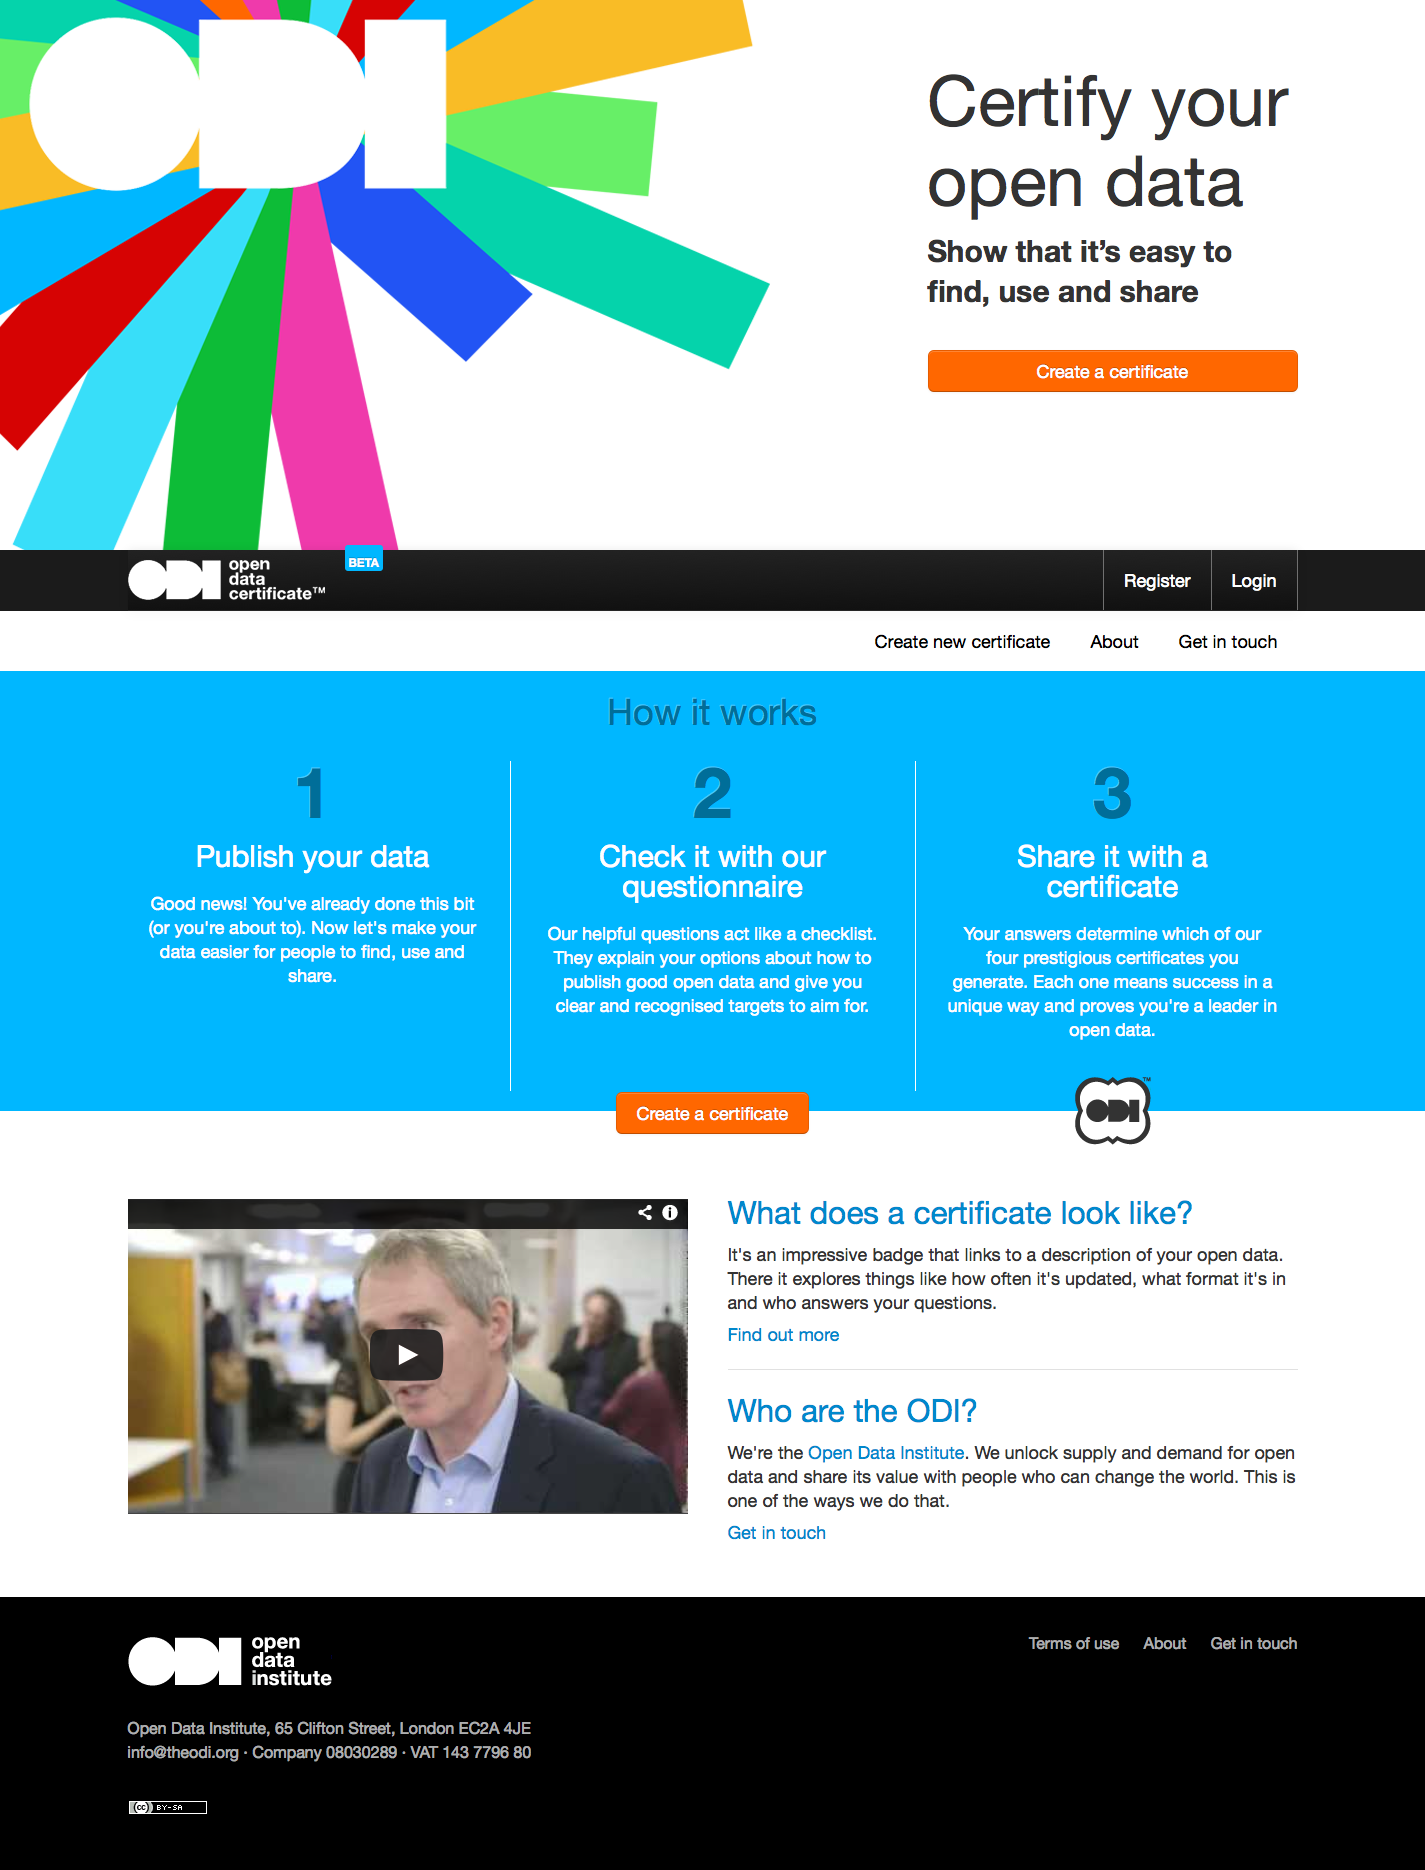 ODI
Certify your
open data
Show that it’s easy to
find, use and share
Create a certificate
ODI
open
data
certificate™
BETA
Register
Login
Create new certificate
About
Get in touch
How it works
1
Publish your data
Good news! You've already done this bit
(or you're about to). Now let's make your
data easier for people to find, use and
share.
2
Check it with our
questionnaire
Our helpful questions act like a checklist.
They explain your options about how to
publish good open data and give you
clear and recognised targets to aim for.
3
Share it with a
certificate
Your answers determine which of our
four prestigious certificates you
generate. Each one means success in a
unique way and proves you're a leader in
open data.
Create a certificate
ODI™
What does a certificate look like?
It's an impressive badge that links to a description of your open data.
There it explores things like how often it's updated, what format it's in
and who answers your questions.
Find out more
Who are the ODI?
We're the Open Data Institute. We unlock supply and demand for open
data and share its value with people who can change the world. This is
one of the ways we do that.
Get in touch
ODI
open
data
institute
Terms of use
About
Get in touch
Open Data Institute, 65 Clifton Street, London EC2A 4JE
info@theodi.org · Company 08030289 · VAT 143 7796 80
cc BY-SA